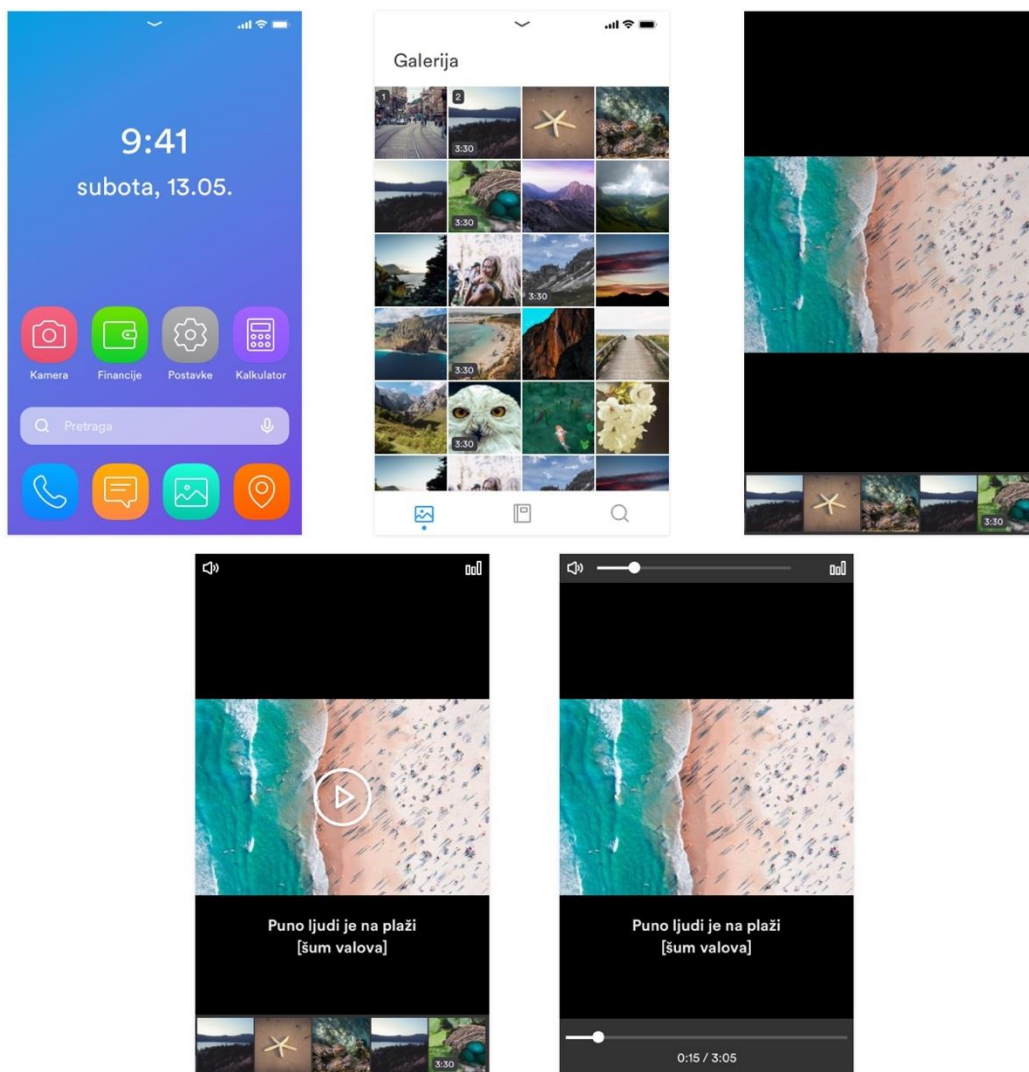 9:41
subota, 13.05.
Kamera Financije Postavke Kalkulator
Pretraga
Galerija
1 2
3:30
3:30
3:30
3:30
3:30
3:30
Puno ljudi je na plaži
[šum valova]
3:30
Puno ljudi je na plaži
[šum valova]
0:15 / 3:05